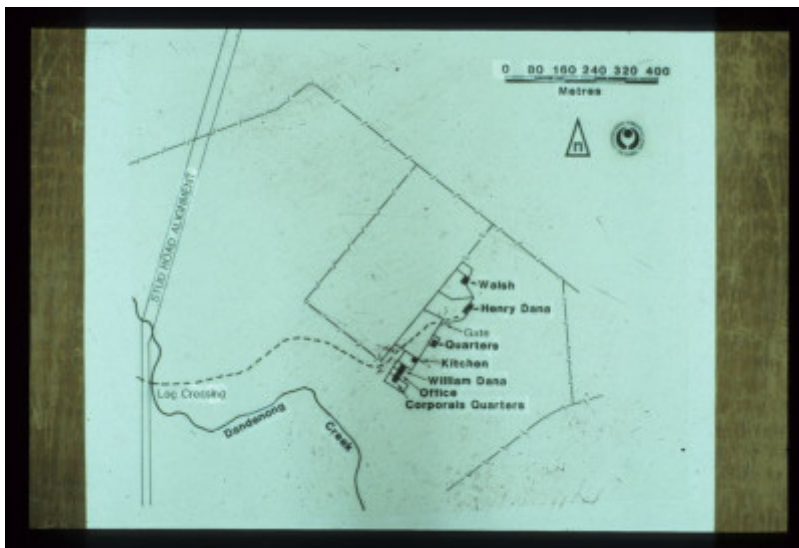 0 80 160 240 320 400
Metres
n
STUD ROAD ALIGNMENT
Walsh
Henry Dana
Gate
Quarters
Kitchen
William Dana
Office
Corporals Quarters
Log Crossing
Dandenong
Creek